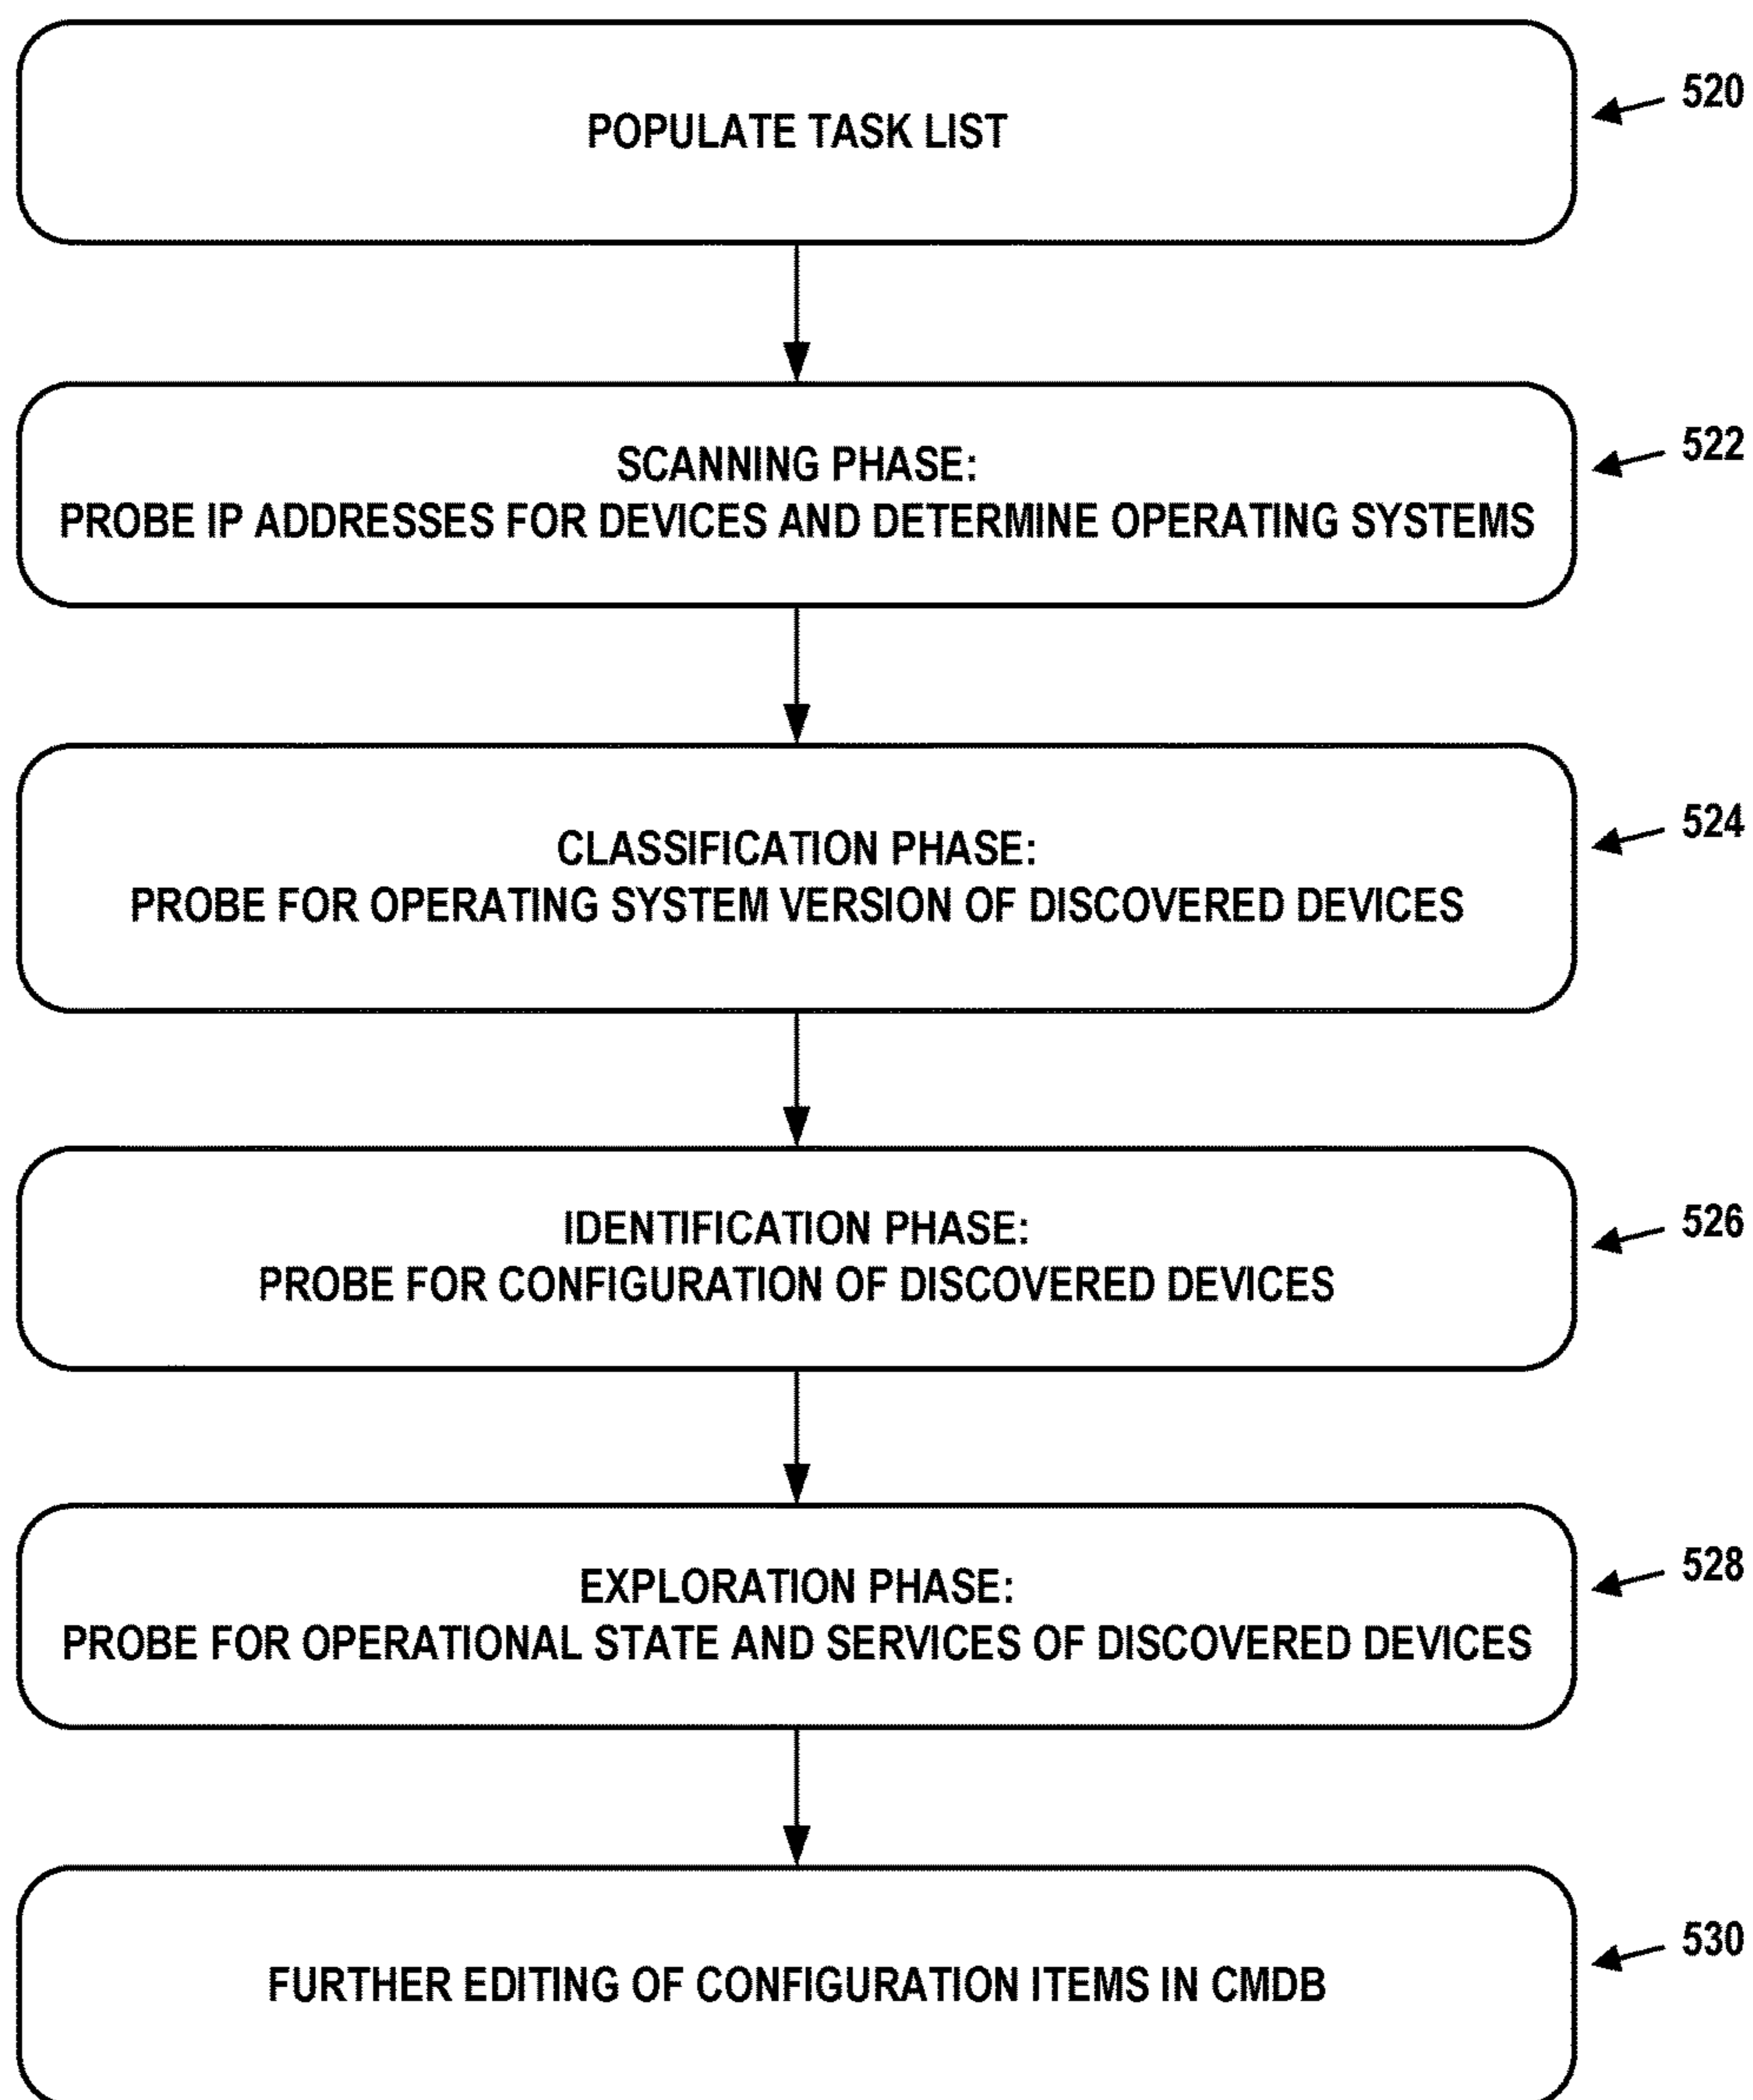 POPULATE TASK LIST
520
SCANNING PHASE:
PROBE IP ADDRESSES FOR DEVICES AND DETERMINE OPERATING SYSTEMS
522
CLASSIFICATION PHASE:
PROBE FOR OPERATING SYSTEM VERSION OF DISCOVERED DEVICES
524
IDENTIFICATION PHASE:
PROBE FOR CONFIGURATION OF DISCOVERED DEVICES
526
EXPLORATION PHASE:
PROBE FOR OPERATIONAL STATE AND SERVICES OF DISCOVERED DEVICES
528
FURTHER EDITING OF CONFIGURATION ITEMS IN CMDB
530